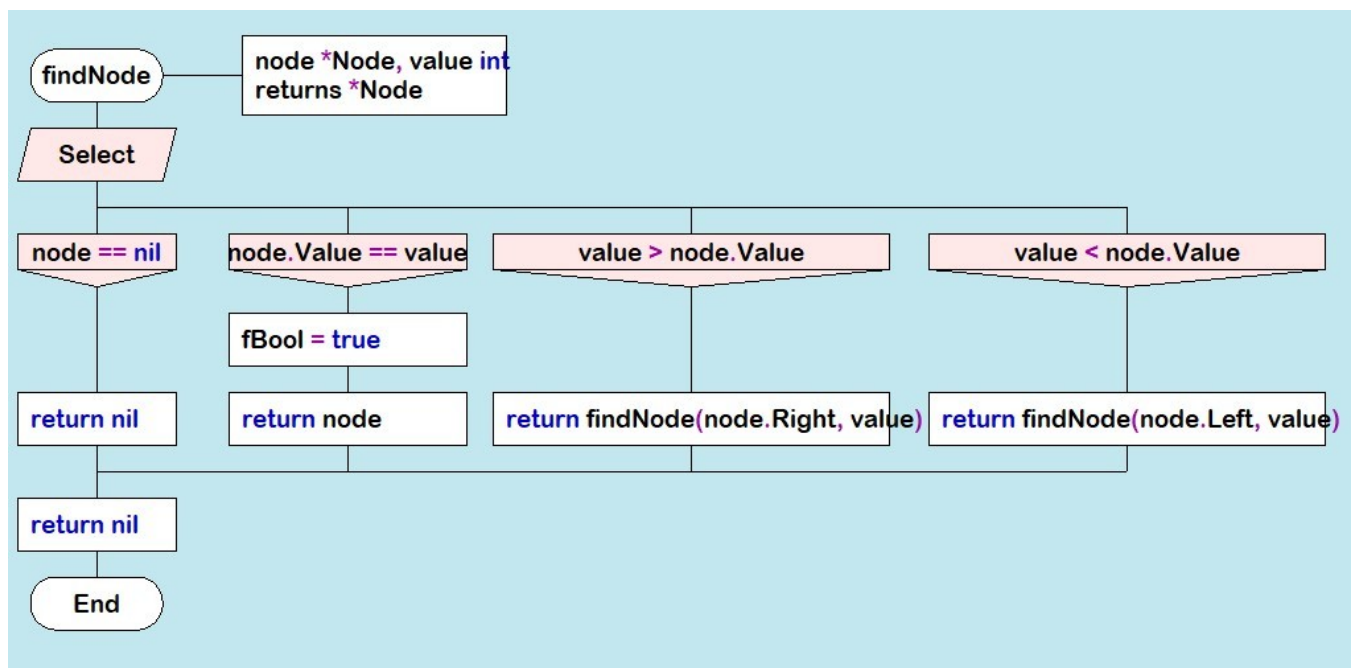 findNode
node *Node, value int
returns *Node
Select
node == nil
node.Value == value
value > node.Value
value < node.Value
fBool = true
return nil
return node
return findNode(node.Right, value)
return findNode(node.Left, value)
return nil
End